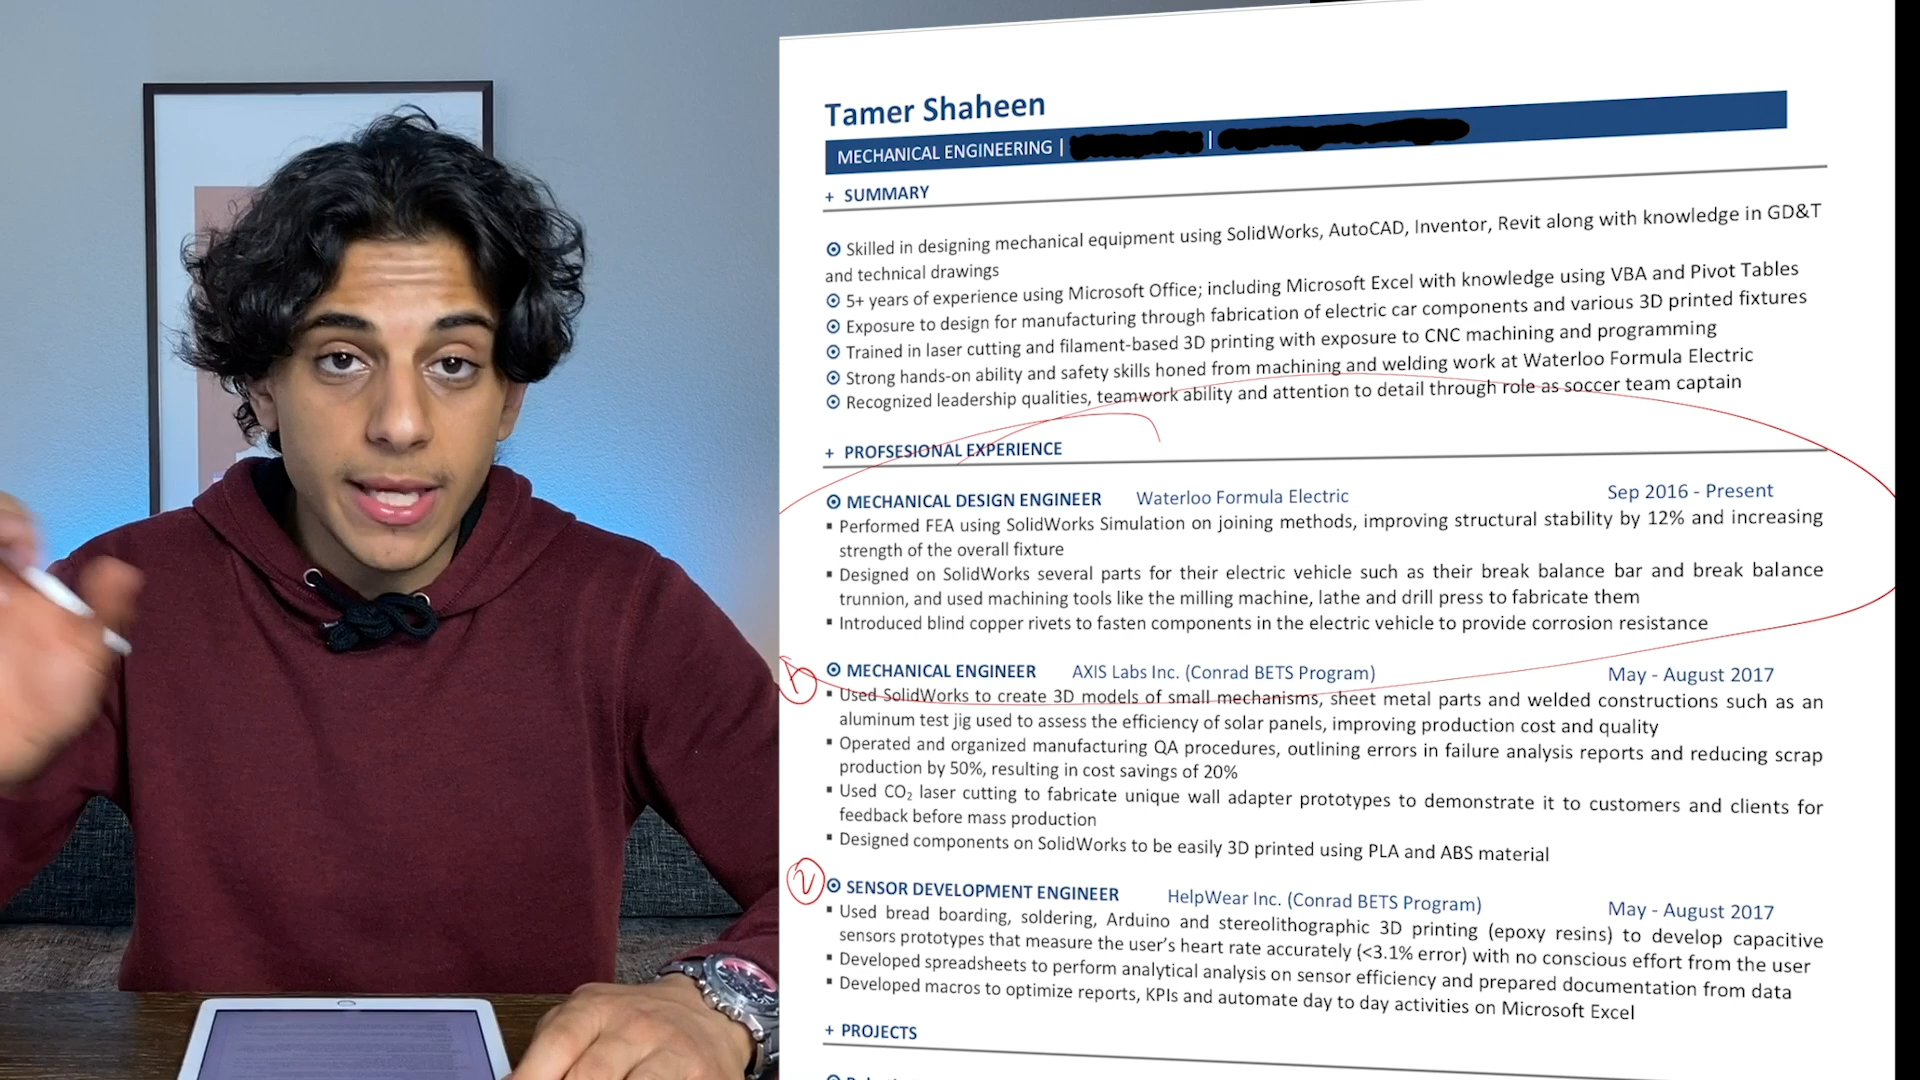 Tamer Shaheen
MECHANICAL ENGINEERING | |
+ SUMMARY
Skilled in designing mechanical equipment using SolidWorks, AutoCAD, Inventor, Revit along with knowledge in GD&T
and technical drawings
5+ years of experience using Microsoft Office; including Microsoft Excel with knowledge using VBA and Pivot Tables
Exposure to design for manufacturing through fabrication of electric car components and various 3D printed fixtures
Trained in laser cutting and filament-based 3D printing with exposure to CNC machining and programming
Strong hands-on ability and safety skills honed from machining and welding work at Waterloo Formula Electric
Recognized leadership qualities, teamwork ability and attention to detail through role as soccer team captain
+ PROFSESIONAL EXPERIENCE
MECHANICAL DESIGN ENGINEER Waterloo Formula Electric Sep 2016 - Present
▪ Performed FEA using SolidWorks Simulation on joining methods, improving structural stability by 12% and increasing
strength of the overall fixture
▪ Designed on SolidWorks several parts for their electric vehicle such as their break balance bar and break balance
trunnion, and used machining tools like the milling machine, lathe and drill press to fabricate them
▪ Introduced blind copper rivets to fasten components in the electric vehicle to provide corrosion resistance
1
MECHANICAL ENGINEER AXIS Labs Inc. (Conrad BETS Program) May - August 2017
▪ Used SolidWorks to create 3D models of small mechanisms, sheet metal parts and welded constructions such as an
aluminum test jig used to assess the efficiency of solar panels, improving production cost and quality
▪ Operated and organized manufacturing QA procedures, outlining errors in failure analysis reports and reducing scrap
production by 50%, resulting in cost savings of 20%
▪ Used CO₂ laser cutting to fabricate unique wall adapter prototypes to demonstrate it to customers and clients for
feedback before mass production
▪ Designed components on SolidWorks to be easily 3D printed using PLA and ABS material
2
SENSOR DEVELOPMENT ENGINEER HelpWear Inc. (Conrad BETS Program) May - August 2017
▪ Used bread boarding, soldering, Arduino and stereolithographic 3D printing (epoxy resins) to develop capacitive
sensors prototypes that measure the user's heart rate accurately (<3.1% error) with no conscious effort from the user
▪ Developed spreadsheets to perform analytical analysis on sensor efficiency and prepared documentation from data
▪ Developed macros to optimize reports, KPIs and automate day to day activities on Microsoft Excel
+ PROJECTS